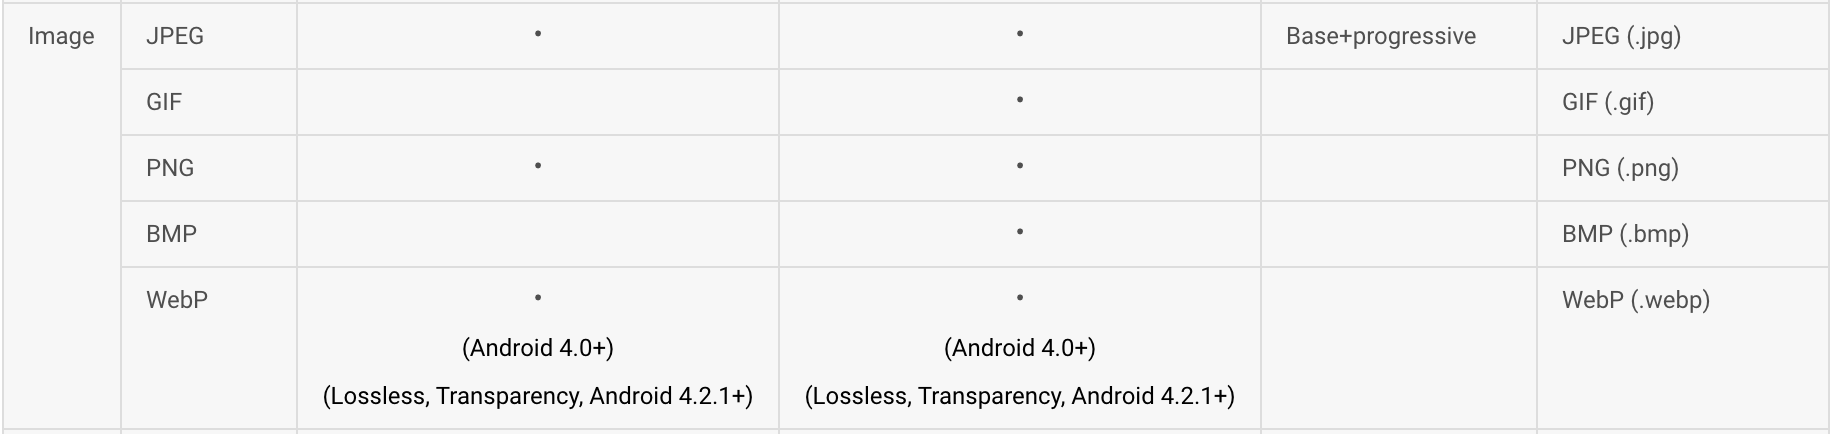 Image JPEG • • Base+progressive JPEG (.jpg)
GIF • GIF (.gif)
PNG • • PNG (.png)
BMP • BMP (.bmp)
WebP • • WebP (.webp)
(Android 4.0+) (Android 4.0+)
(Lossless, Transparency, Android 4.2.1+) (Lossless, Transparency, Android 4.2.1+)